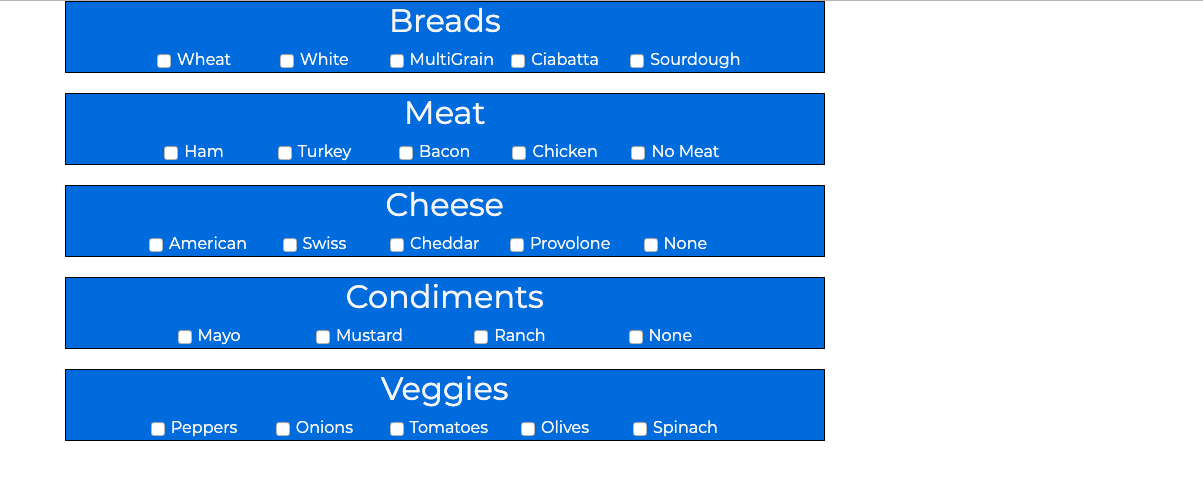 Breads
Wheat White MultiGrain Ciabatta Sourdough
Meat
Ham Turkey Bacon Chicken No Meat
Cheese
American Swiss Cheddar Provolone None
Condiments
Mayo Mustard Ranch None
Veggies
Peppers Onions Tomatoes Olives Spinach